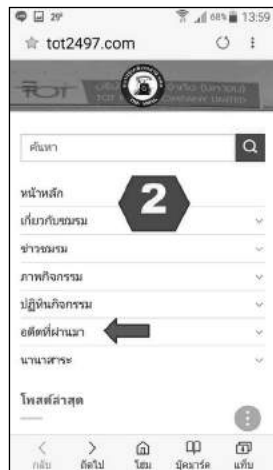 29° 68% 13:59
tot2497.com
TOT
ค้นหา
หน้าหลัก
2
เกี่ยวกับชมรม
ข่าวชมรม
ภาพกิจกรรม
ปฏิทินกิจกรรม
อดีตที่ผ่านมา
นานาสาระ
โพสต์ล่าสุด
กลับ ถัดไป โฮม บุ๊คมาร์ค แท็บ